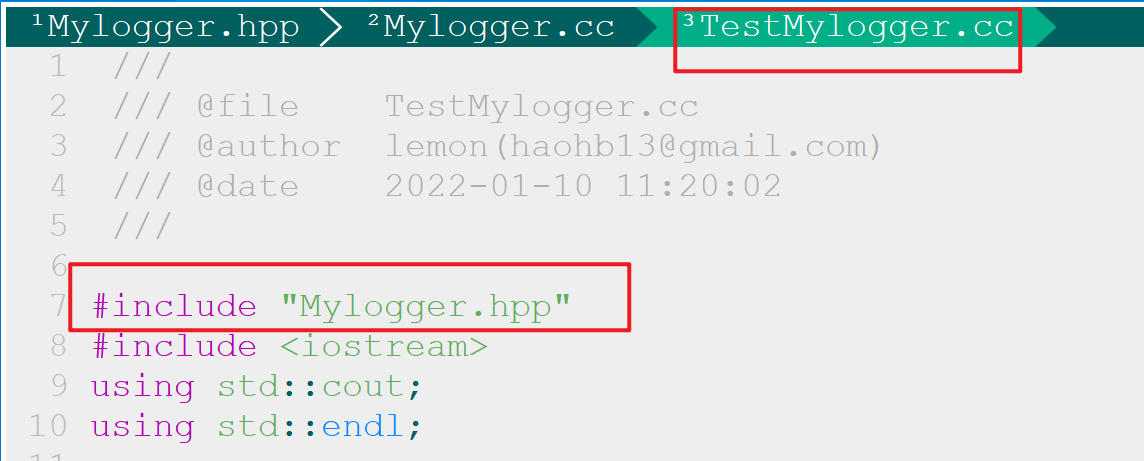 ¹Mylogger.hpp ²Mylogger.cc ³TestMylogger.cc
1 ///
2 /// @file TestMylogger.cc
3 /// @author lemon(haohb13@gmail.com)
4 /// @date 2022-01-10 11:20:02
5 ///
6
7 #include "Mylogger.hpp"
8 #include <iostream>
9 using std::cout;
10 using std::endl;
11